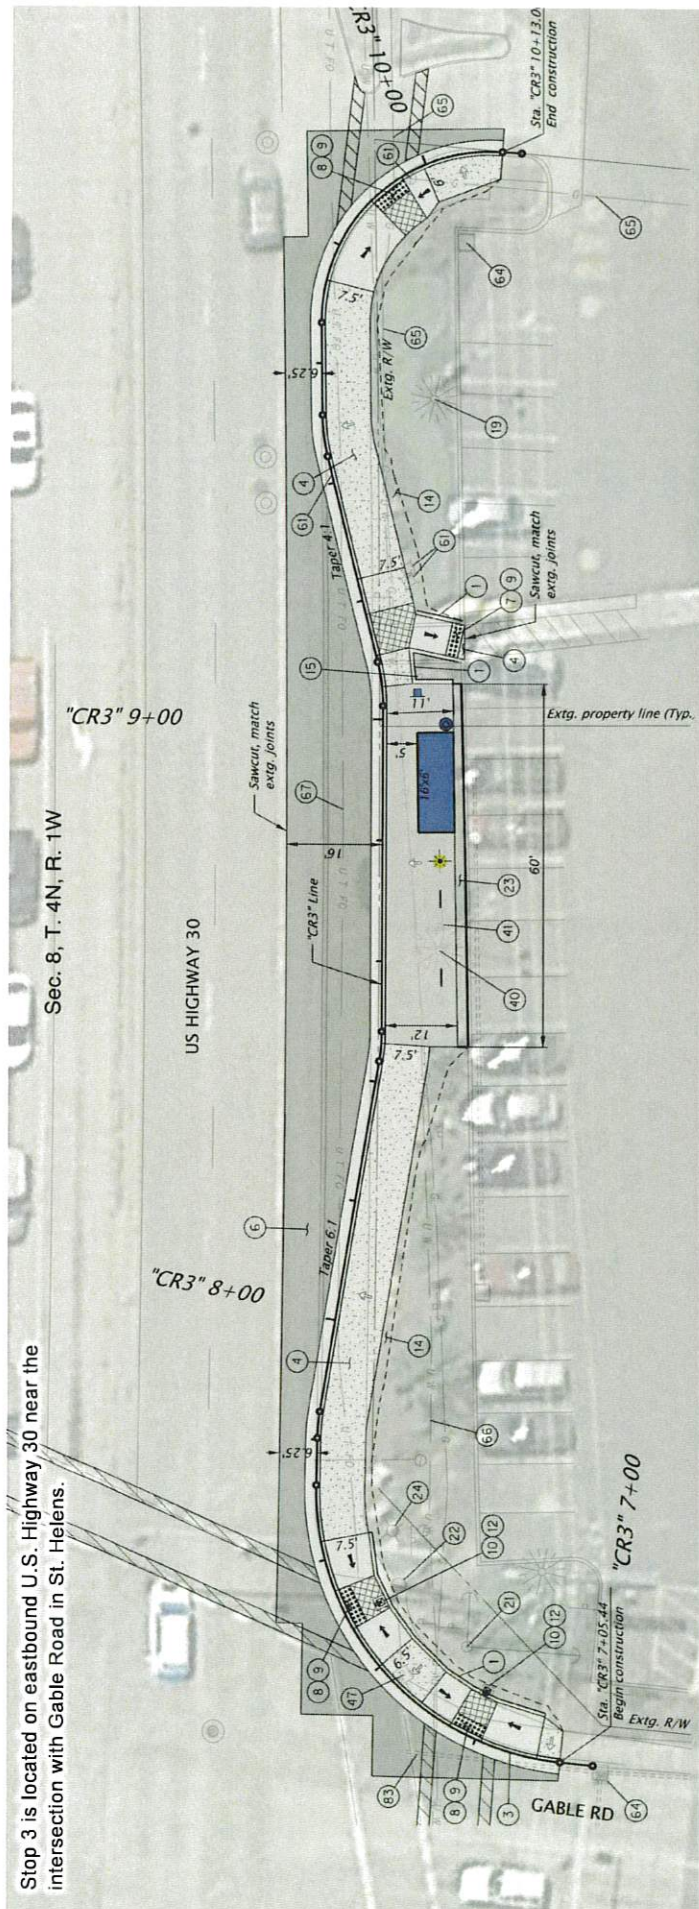 Stop 3 is located on eastbound U.S. Highway 30 near the
intersection with Gable Road in St. Helens.
Sec. 8, T. 4N, R. 1W
US HIGHWAY 30
"CR3" 8+00
"CR3" 9+00
"CR3" 10+00
"CR3" 7+00
Sawcut, match
extg. joints
"CR3" Line
Taper 6:1
Taper 4:1
6.25'
16'
6.25'
6
67
61
4
4
7.5'
7.5'
7.5'
7.5'
6.5'
12'
11'
5'
16'x6'
60'
6'
8
9
8
9
8
9
10
12
10
12
47
83
3
1
21
22
24
66
14
40
41
23
15
1
1
7
9
4
Sawcut, match
extg. joints
61
14
19
65
Extg. R/W
64
61
65
65
Extg. property line (Typ.
Sta. "CR3" 7+05.44
Begin construction
Extg. R/W
GABLE RD
64
Sta. "CR3" 10+13.0
End construction